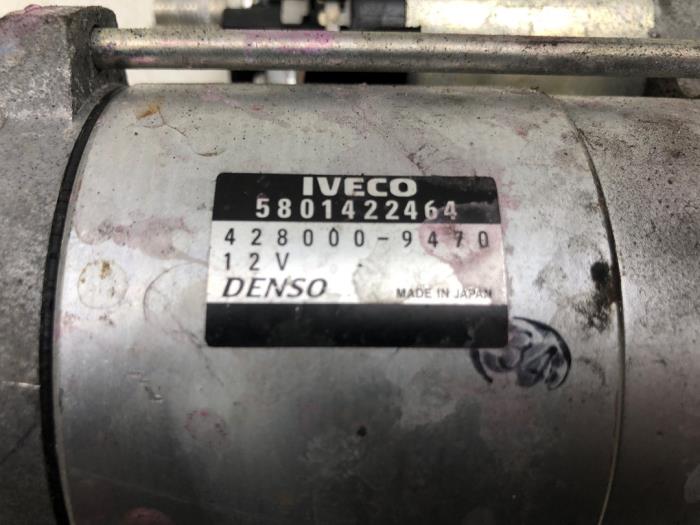 IVECO
5801422464
428000-9470
12V
DENSO MADE IN JAPAN